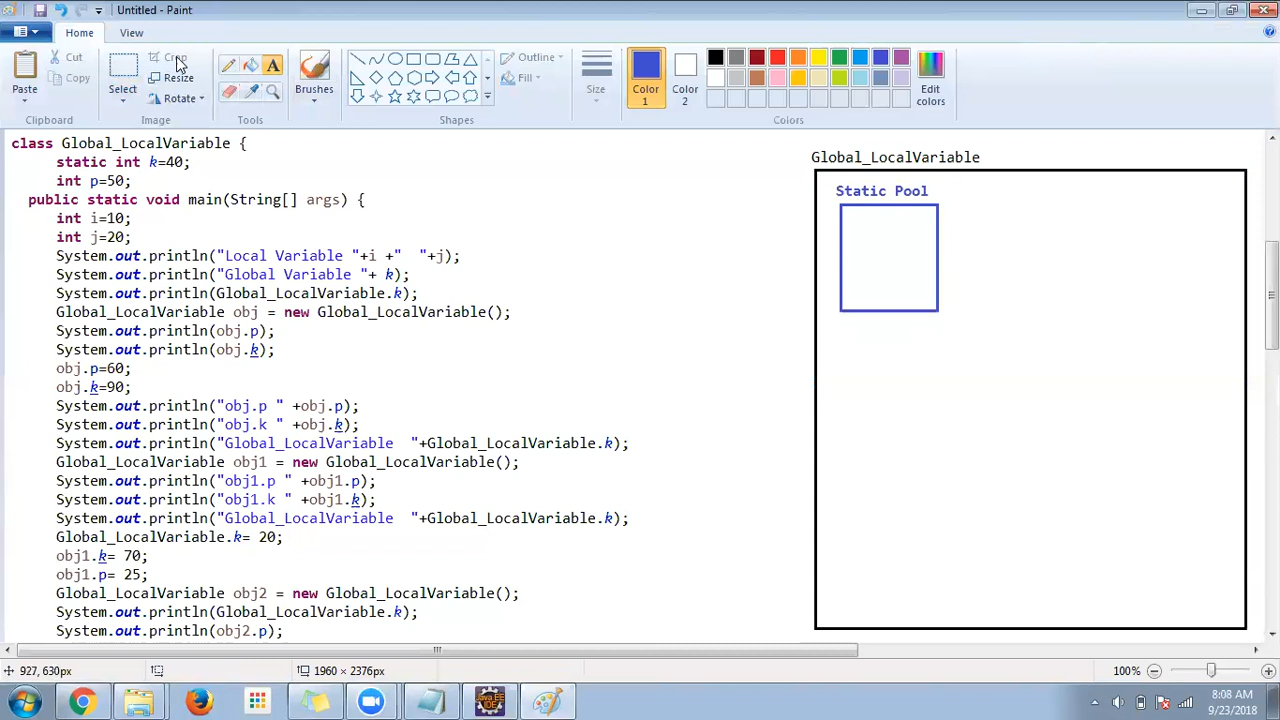 Untitled - Paint
Home View
Paste
Cut
Copy
Clipboard
Select
Crop
Resize
Rotate
Image
A
Tools
Brushes
Outline
Fill
Shapes
Size
Color 1
Color 2
Edit colors
Colors
class Global_LocalVariable {
static int k=40;
int p=50;
public static void main(String[] args) {
int i=10;
int j=20;
System.out.println("Local Variable "+i +"  "+j);
System.out.println("Global Variable "+ k);
System.out.println(Global_LocalVariable.k);
Global_LocalVariable obj = new Global_LocalVariable();
System.out.println(obj.p);
System.out.println(obj.k);
obj.p=60;
obj.k=90;
System.out.println("obj.p " +obj.p);
System.out.println("obj.k " +obj.k);
System.out.println("Global_LocalVariable  "+Global_LocalVariable.k);
Global_LocalVariable obj1 = new Global_LocalVariable();
System.out.println("obj1.p " +obj1.p);
System.out.println("obj1.k " +obj1.k);
System.out.println("Global_LocalVariable  "+Global_LocalVariable.k);
Global_LocalVariable.k= 20;
obj1.k= 70;
obj1.p= 25;
Global_LocalVariable obj2 = new Global_LocalVariable();
System.out.println(Global_LocalVariable.k);
System.out.println(obj2.p);
Global_LocalVariable
Static Pool
927, 630px
1960 × 2376px
100%
Java EE IDE
8:08 AM
9/23/2018